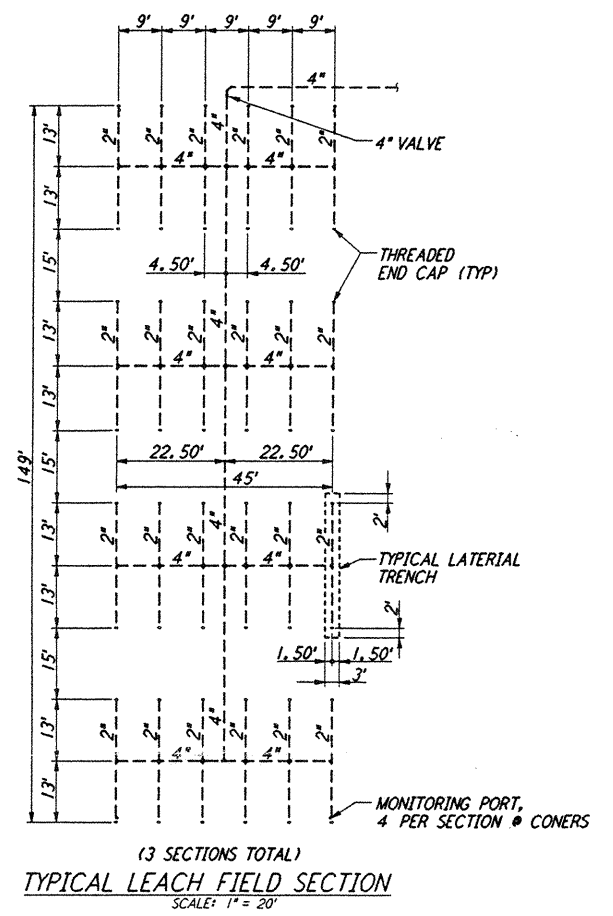 9' 9' 9' 9' 9'
4"
13' 2" 2" 2" 4" 2" 2" 2"
4" VALVE
4" 4"
13'
15'
4.50' 4.50'
THREADED
END CAP (TYP)
13' 2" 2" 2" 4" 2" 2" 2"
4" 4"
13'
149'
15'
22.50' 22.50'
45'
2'
13' 2" 2" 2" 4" 2" 2" 2"
4" 4"
TYPICAL LATERIAL
TRENCH
13'
2'
15'
1.50' 1.50'
3'
13' 2" 2" 2" 4" 2" 2" 2"
4" 4"
13'
MONITORING PORT,
4 PER SECTION @ CONERS
(3 SECTIONS TOTAL)
TYPICAL LEACH FIELD SECTION
SCALE: 1" = 20'